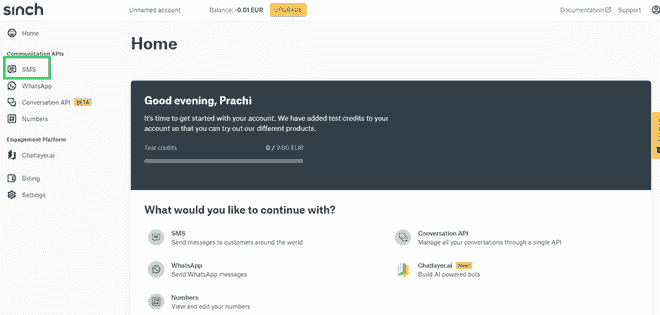 sinch
Unnamed account
Balance: -0.01 EUR
UPGRADE
Documentation
Support
Home
Communication APIs
SMS
WhatsApp
Conversation API BETA
Numbers
Engagement Platform
Chatlayer.ai
Billing
Settings
Home
Good evening, Prachi
It's time to get started with your account. We have added test credits to your
account so that you can try out our different products.
Test credits
0 / 2.00 EUR
What would you like to continue with?
SMS
Send messages to customers around the world
Conversation API
Manage all your conversations through a single API
WhatsApp
Send WhatsApp messages
Chatlayer.ai New!
Build AI powered bots
Numbers
View and edit your numbers